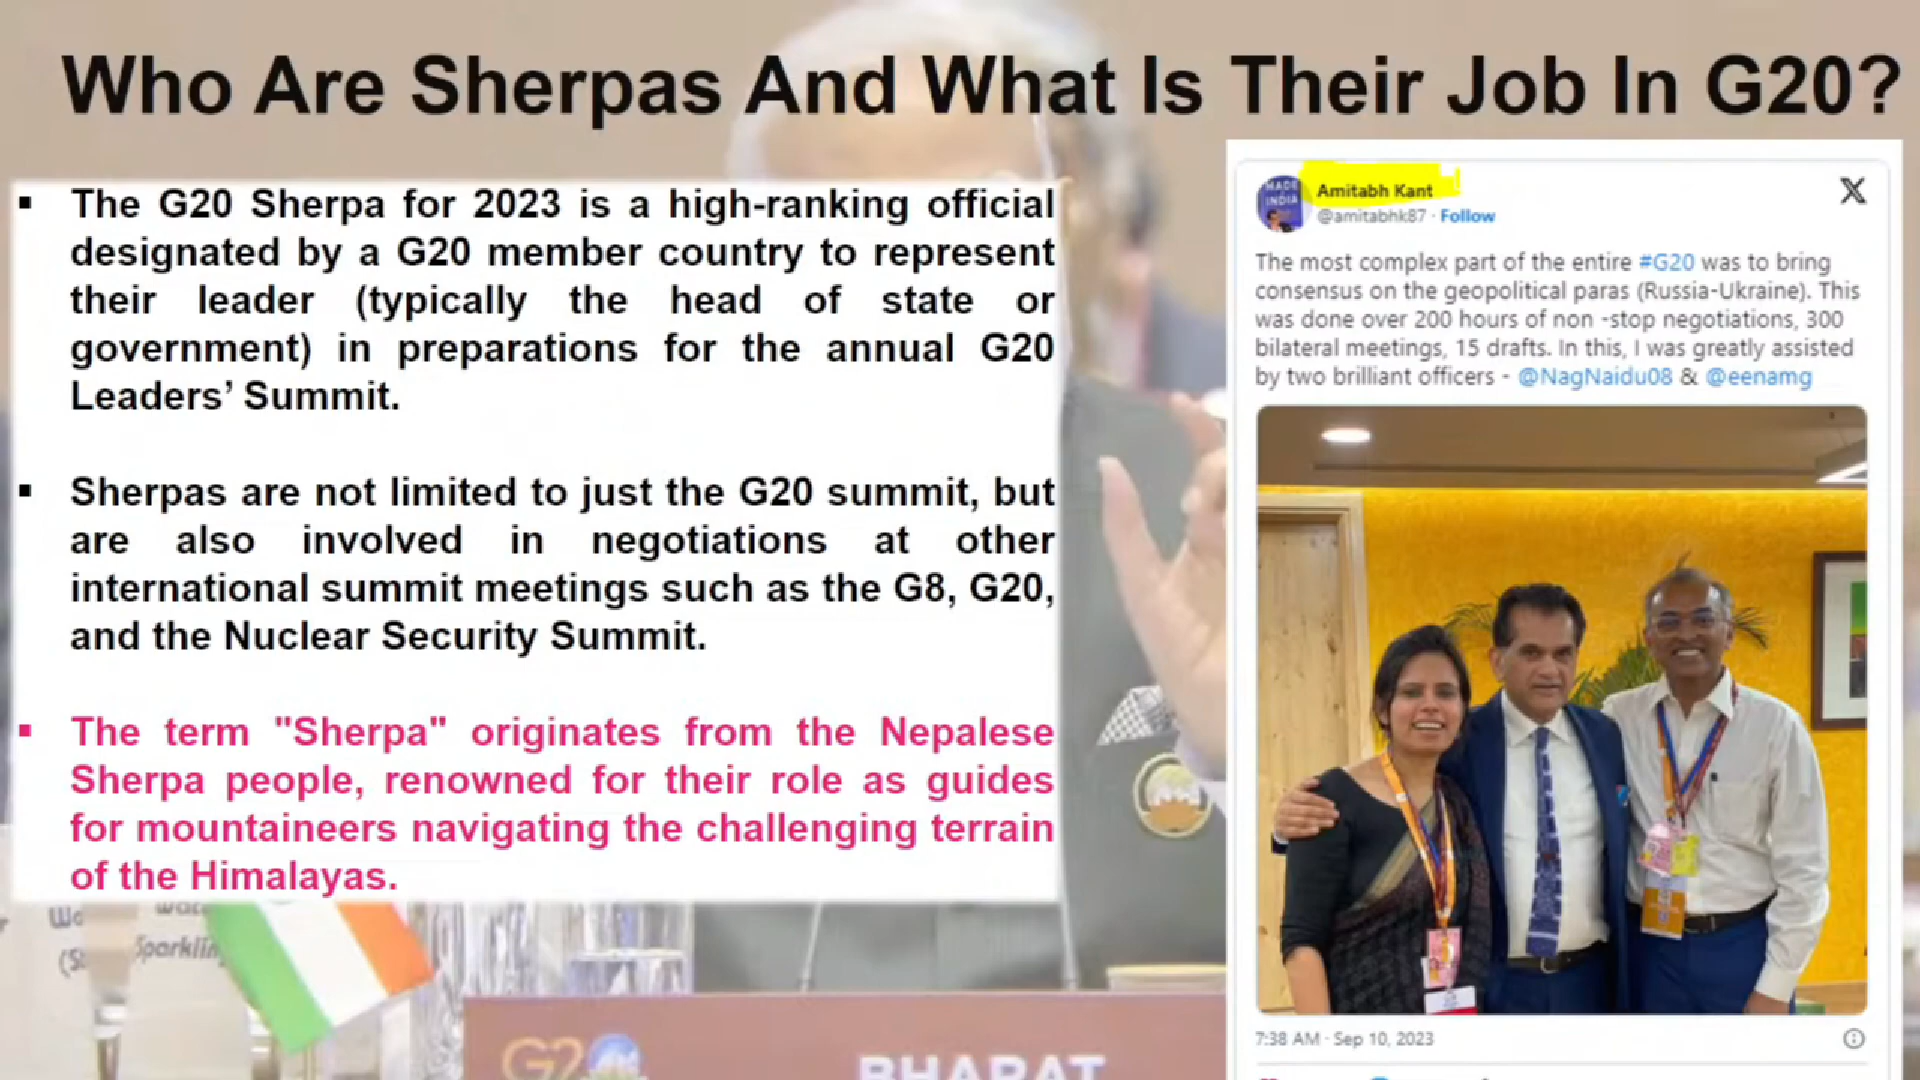 Who Are Sherpas And What Is Their Job In G20?
▪ The G20 Sherpa for 2023 is a high-ranking official
designated by a G20 member country to represent
their leader (typically the head of state or
government) in preparations for the annual G20
Leaders’ Summit.
▪ Sherpas are not limited to just the G20 summit, but
are also involved in negotiations at other
international summit meetings such as the G8, G20,
and the Nuclear Security Summit.
▪ The term "Sherpa" originates from the Nepalese
Sherpa people, renowned for their role as guides
for mountaineers navigating the challenging terrain
of the Himalayas.
MADE
INDIA
Amitabh Kant
@amitabhk87 · Follow
The most complex part of the entire #G20 was to bring
consensus on the geopolitical paras (Russia-Ukraine). This
was done over 200 hours of non -stop negotiations, 300
bilateral meetings, 15 drafts. In this, I was greatly assisted
by two brilliant officers - @NagNaidu08 & @eenamg
7:38 AM · Sep 10, 2023
G2
BHARAT